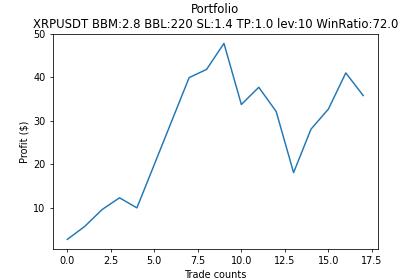 Portfolio
XRPUSDT BBM:2.8 BBL:220 SL:1.4 TP:1.0 lev:10 WinRatio:72.0
50
40
30
20
10
Profit ($)
0.0 2.5 5.0 7.5 10.0 12.5 15.0 17.5
Trade counts